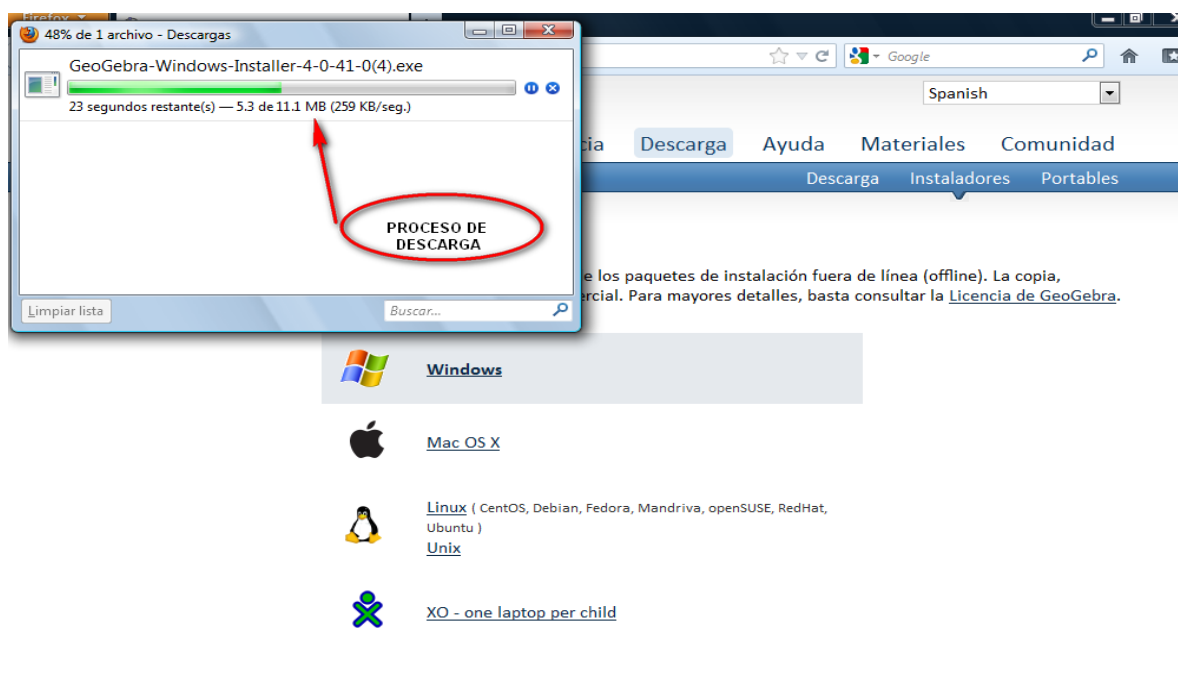 Firefox
48% de 1 archivo - Descargas
GeoGebra-Windows-Installer-4-0-41-0(4).exe
23 segundos restante(s) — 5.3 de 11.1 MB (259 KB/seg.)
PROCESO DE
DESCARGA
Limpiar lista
Buscar...
Google
Spanish
cia Descarga Ayuda Materiales Comunidad
Descarga Instaladores Portables
e los paquetes de instalación fuera de línea (offline). La copia,
ercial. Para mayores detalles, basta consultar la Licencia de GeoGebra.
Windows
Mac OS X
Linux ( CentOS, Debian, Fedora, Mandriva, openSUSE, RedHat,
Ubuntu )
Unix
XO - one laptop per child